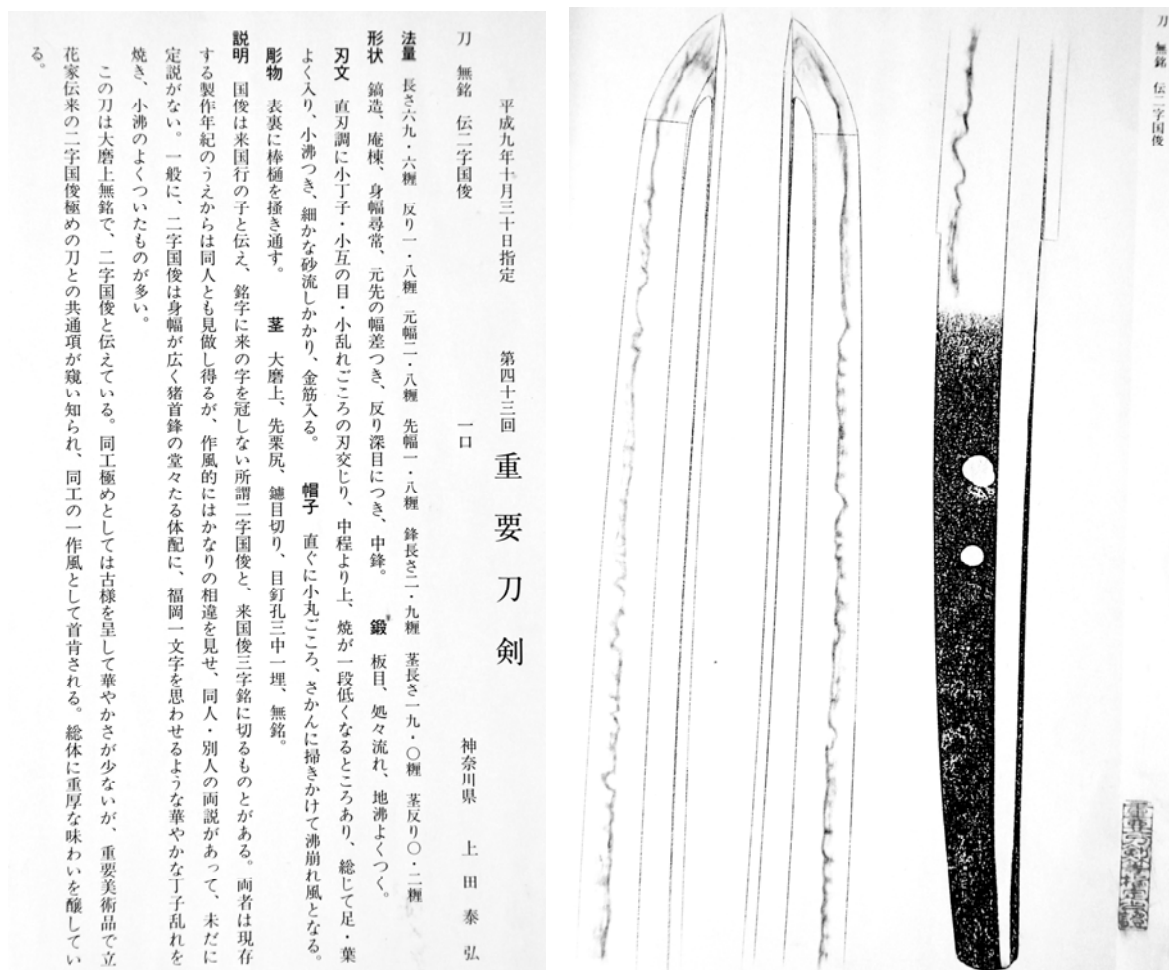 平成九年十月三十日指定　第四十三回　重要刀剣
刀　無銘　伝二字国俊　一口　神奈川県　上田泰弘
法量　長さ六九・六糎　反り一・八糎　元幅二・八糎　先幅一・八糎　鋒長さ二・九糎　茎長さ一九・〇糎　茎反り〇・二糎
形状　鎬造、庵棟、身幅尋常、元先の幅差つき、反り深目につき、中鋒。　鍛　板目、処々流れ、地沸よくつく。
刃文　直刃調に小丁子・小互の目・小乱れごころの刃交じり、中程より上、焼が一段低くなるところあり、総じて足・葉
よく入り、小沸つき、細かな砂流しかかり、金筋入る。　帽子　直ぐに小丸ごころ、さかんに掃きかけて沸崩れ風となる。
彫物　表裏に棒樋を掻き通す。　茎　大磨上、先栗尻、鑢目切り、目釘孔三中一埋、無銘。
説明　国俊は来国行の子と伝え、銘字に来の字を冠しない所謂二字国俊と、来国俊三字銘に切るものとがある。両者は現存
する製作年紀のうえからは同人とも見做し得るが、作風的にはかなりの相違を見せ、同人・別人の両説があって、未だに
定説がない。一般に、二字国俊は身幅が広く猪首鋒の堂々たる体配に、福岡一文字を思わせるような華やかな丁子乱れを
焼き、小沸のよくついたものが多い。
この刀は大磨上無銘で、二字国俊と伝えている。同工極めとしては古様を呈して華やかさが少ないが、重要美術品で立
花家伝来の二字国俊極めの刀との共通項が窺い知られ、同工の一作風として首肯される。総体に重厚な味わいを醸してい
る。
刀　無銘　伝二字国俊